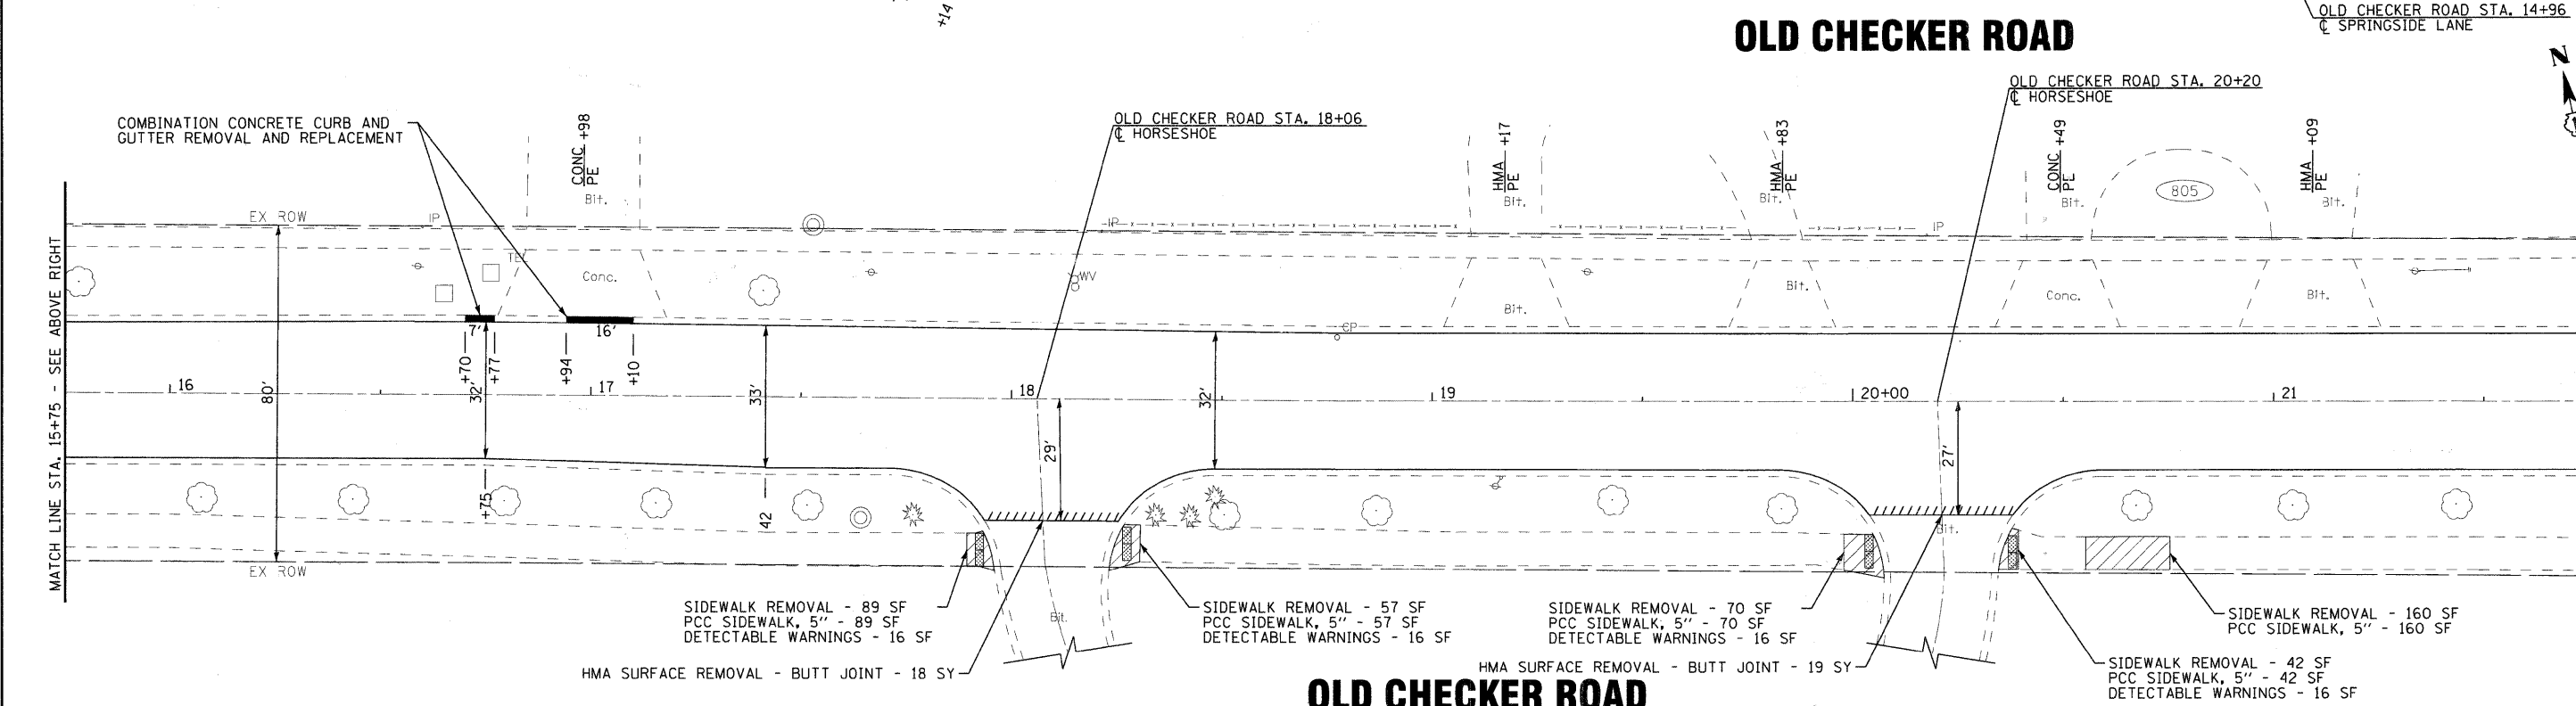 +14
OLD CHECKER ROAD
OLD CHECKER ROAD STA. 14+96
℄ SPRINGSIDE LANE
N
COMBINATION CONCRETE CURB AND
GUTTER REMOVAL AND REPLACEMENT
CONC +98
PE
Bit.
OLD CHECKER ROAD STA. 18+06
℄ HORSESHOE
OLD CHECKER ROAD STA. 20+20
℄ HORSESHOE
HMA +17
PE
Bit.
HMA +83
PE
Bit.
CONC +49
PE
Bit.
805
HMA +09
PE
Bit.
MATCH LINE STA. 15+75 - SEE ABOVE RIGHT
EX ROW
IP
IP
IP
TEL
Conc.
WV
Bit.
Bit.
Conc.
Bit.
CP
7'
16'
+70
+77
+94
+10
16
17
18
19
20+00
21
80'
32'
33'
32'
29'
27'
+75
42
Bit.
EX ROW
Bit.
SIDEWALK REMOVAL - 89 SF
PCC SIDEWALK, 5" - 89 SF
DETECTABLE WARNINGS - 16 SF
SIDEWALK REMOVAL - 57 SF
PCC SIDEWALK, 5" - 57 SF
DETECTABLE WARNINGS - 16 SF
SIDEWALK REMOVAL - 70 SF
PCC SIDEWALK, 5" - 70 SF
DETECTABLE WARNINGS - 16 SF
SIDEWALK REMOVAL - 160 SF
PCC SIDEWALK, 5" - 160 SF
HMA SURFACE REMOVAL - BUTT JOINT - 18 SY
HMA SURFACE REMOVAL - BUTT JOINT - 19 SY
SIDEWALK REMOVAL - 42 SF
PCC SIDEWALK, 5" - 42 SF
DETECTABLE WARNINGS - 16 SF
OLD CHECKER ROAD